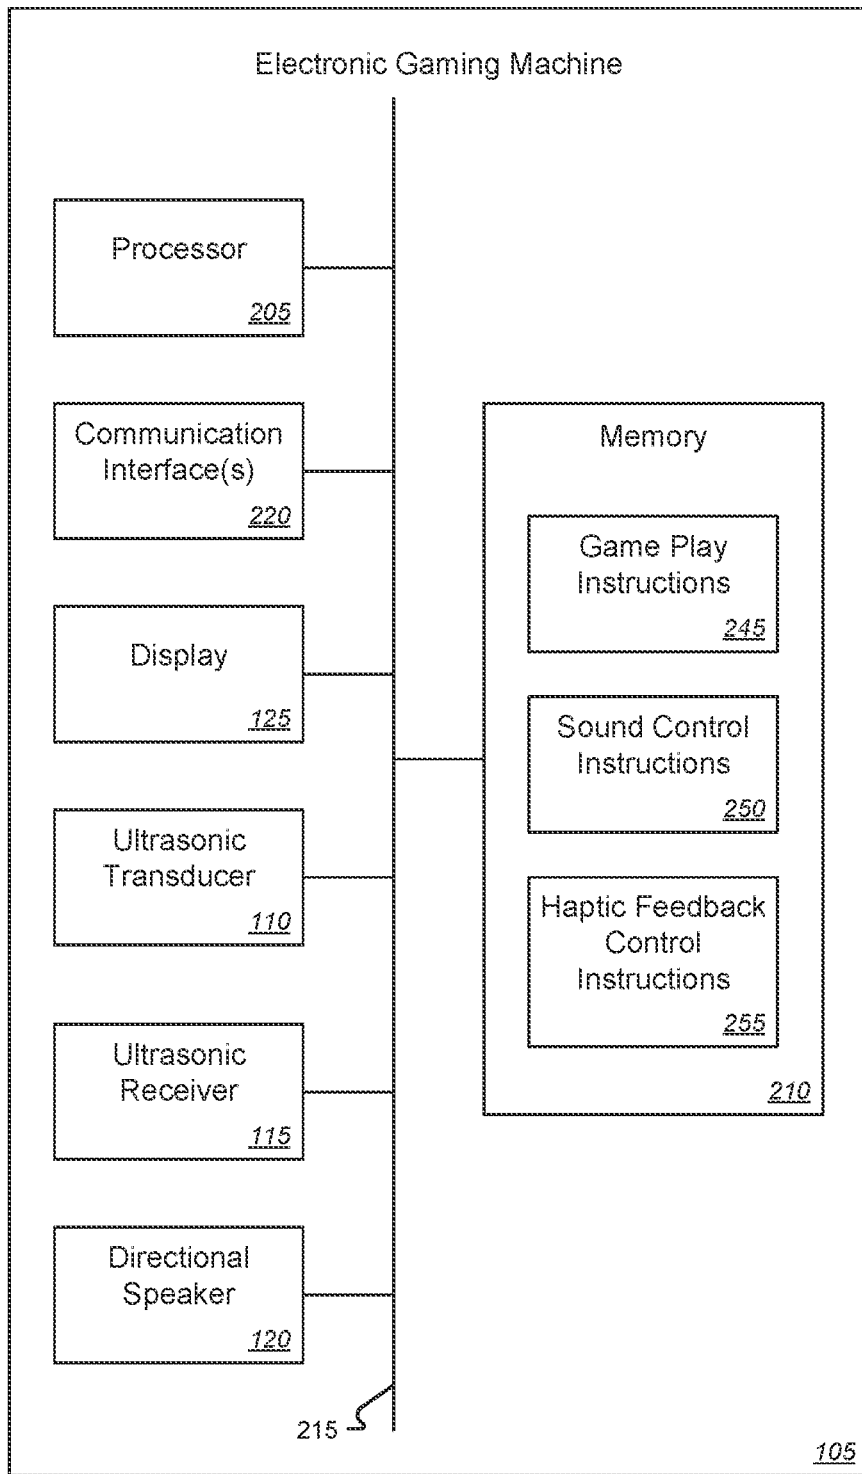 Electronic Gaming Machine
Processor
205
Communication
Interface(s)
220
Display
125
Ultrasonic
Transducer
110
Ultrasonic
Receiver
115
Directional
Speaker
120
215
Memory
Game Play
Instructions
245
Sound Control
Instructions
250
Haptic Feedback
Control
Instructions
255
210
105